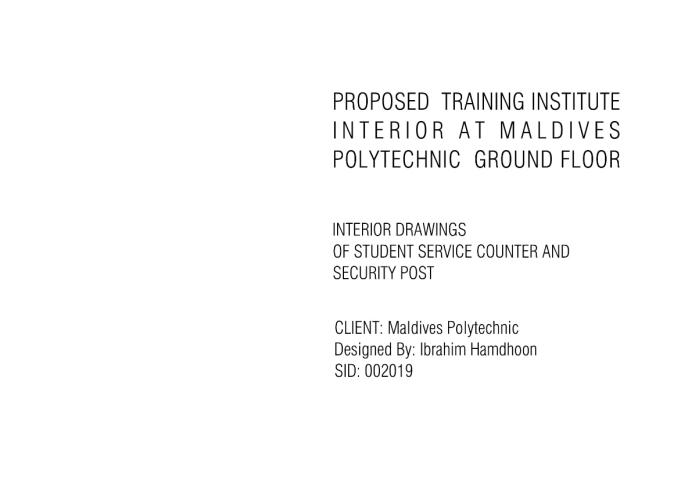 PROPOSED TRAINING INSTITUTE
INTERIOR AT MALDIVES
POLYTECHNIC GROUND FLOOR
INTERIOR DRAWINGS
OF STUDENT SERVICE COUNTER AND
SECURITY POST
CLIENT: Maldives Polytechnic
Designed By: Ibrahim Hamdhoon
SID: 002019